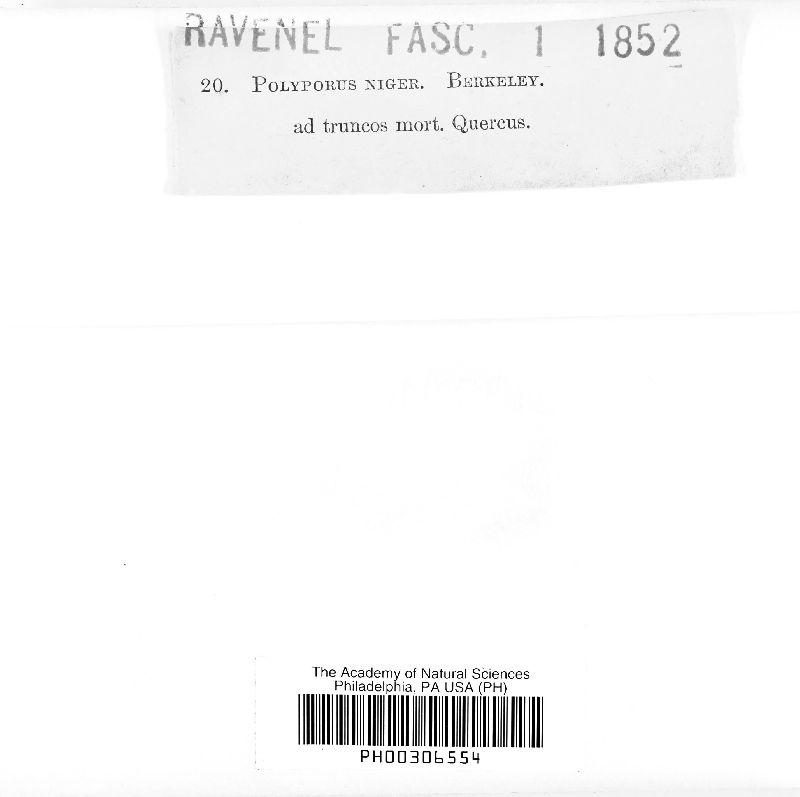 RAVENEL FASC. 1 1852
20. POLYPORUS NIGER. BERKELEY.
ad truncos mort. Quercus.
The Academy of Natural Sciences
Philadelphia, PA USA (PH)
PH00306554